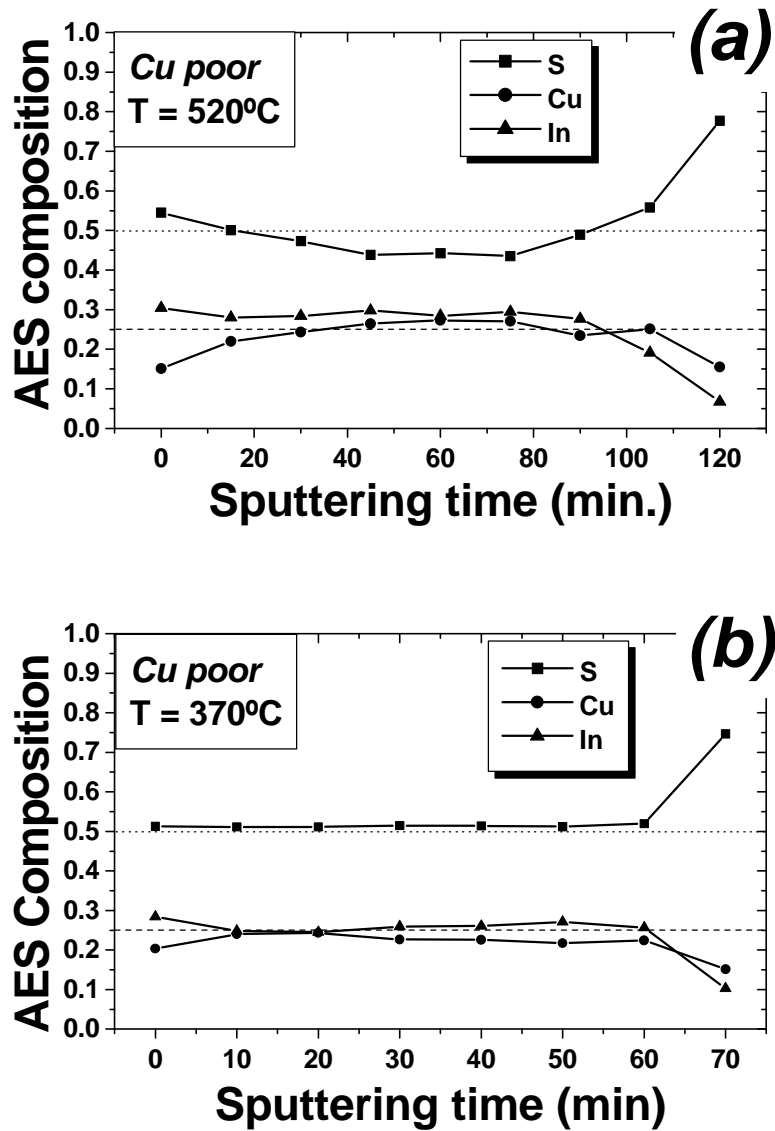 (a)
Cu poor
T = 520ºC
S
Cu
In
1.0
0.9
0.8
0.7
0.6
0.5
0.4
0.3
0.2
0.1
0.0
AES composition
0 20 40 60 80 100 120
Sputtering time (min.)
(b)
Cu poor
T = 370ºC
S
Cu
In
1.0
0.9
0.8
0.7
0.6
0.5
0.4
0.3
0.2
0.1
0.0
AES Composition
0 10 20 30 40 50 60 70
Sputtering time (min)